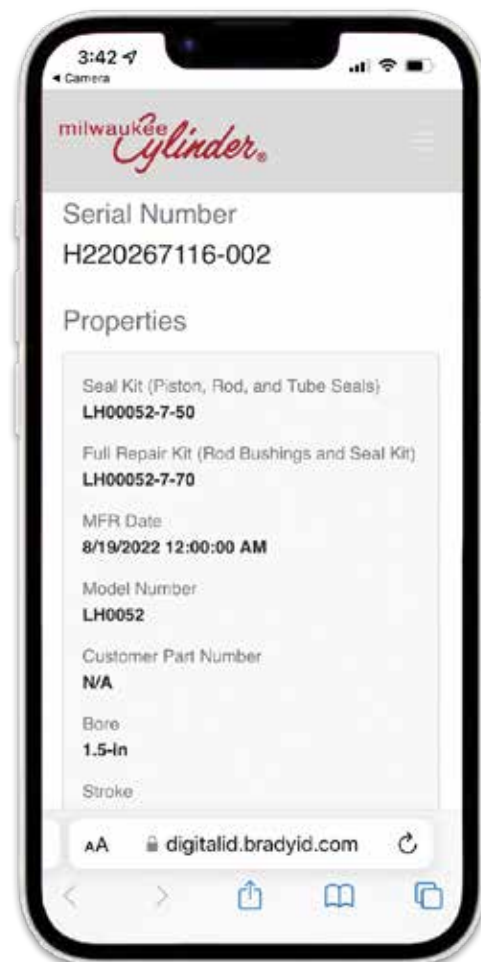 3:42
◄ Camera
milwaukee
Cylinder®
Serial Number
H220267116-002
Properties
Seal Kit (Piston, Rod, and Tube Seals)
LH00052-7-50
Full Repair Kit (Rod Bushings and Seal Kit)
LH00052-7-70
MFR Date
8/19/2022 12:00:00 AM
Model Number
LH0052
Customer Part Number
N/A
Bore
1.5-in
Stroke
AA digitalid.bradyid.com